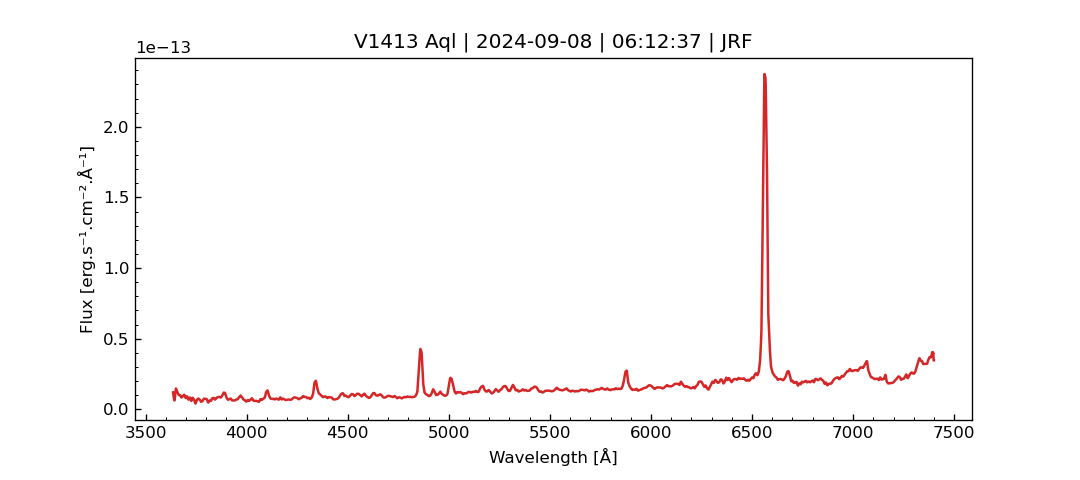 V1413 Aql | 2024-09-08 | 06:12:37 | JRF
1e−13
Flux [erg.s⁻¹.cm⁻².Å⁻¹]
2.0
1.5
1.0
0.5
0.0
3500 4000 4500 5000 5500 6000 6500 7000 7500
Wavelength [Å]